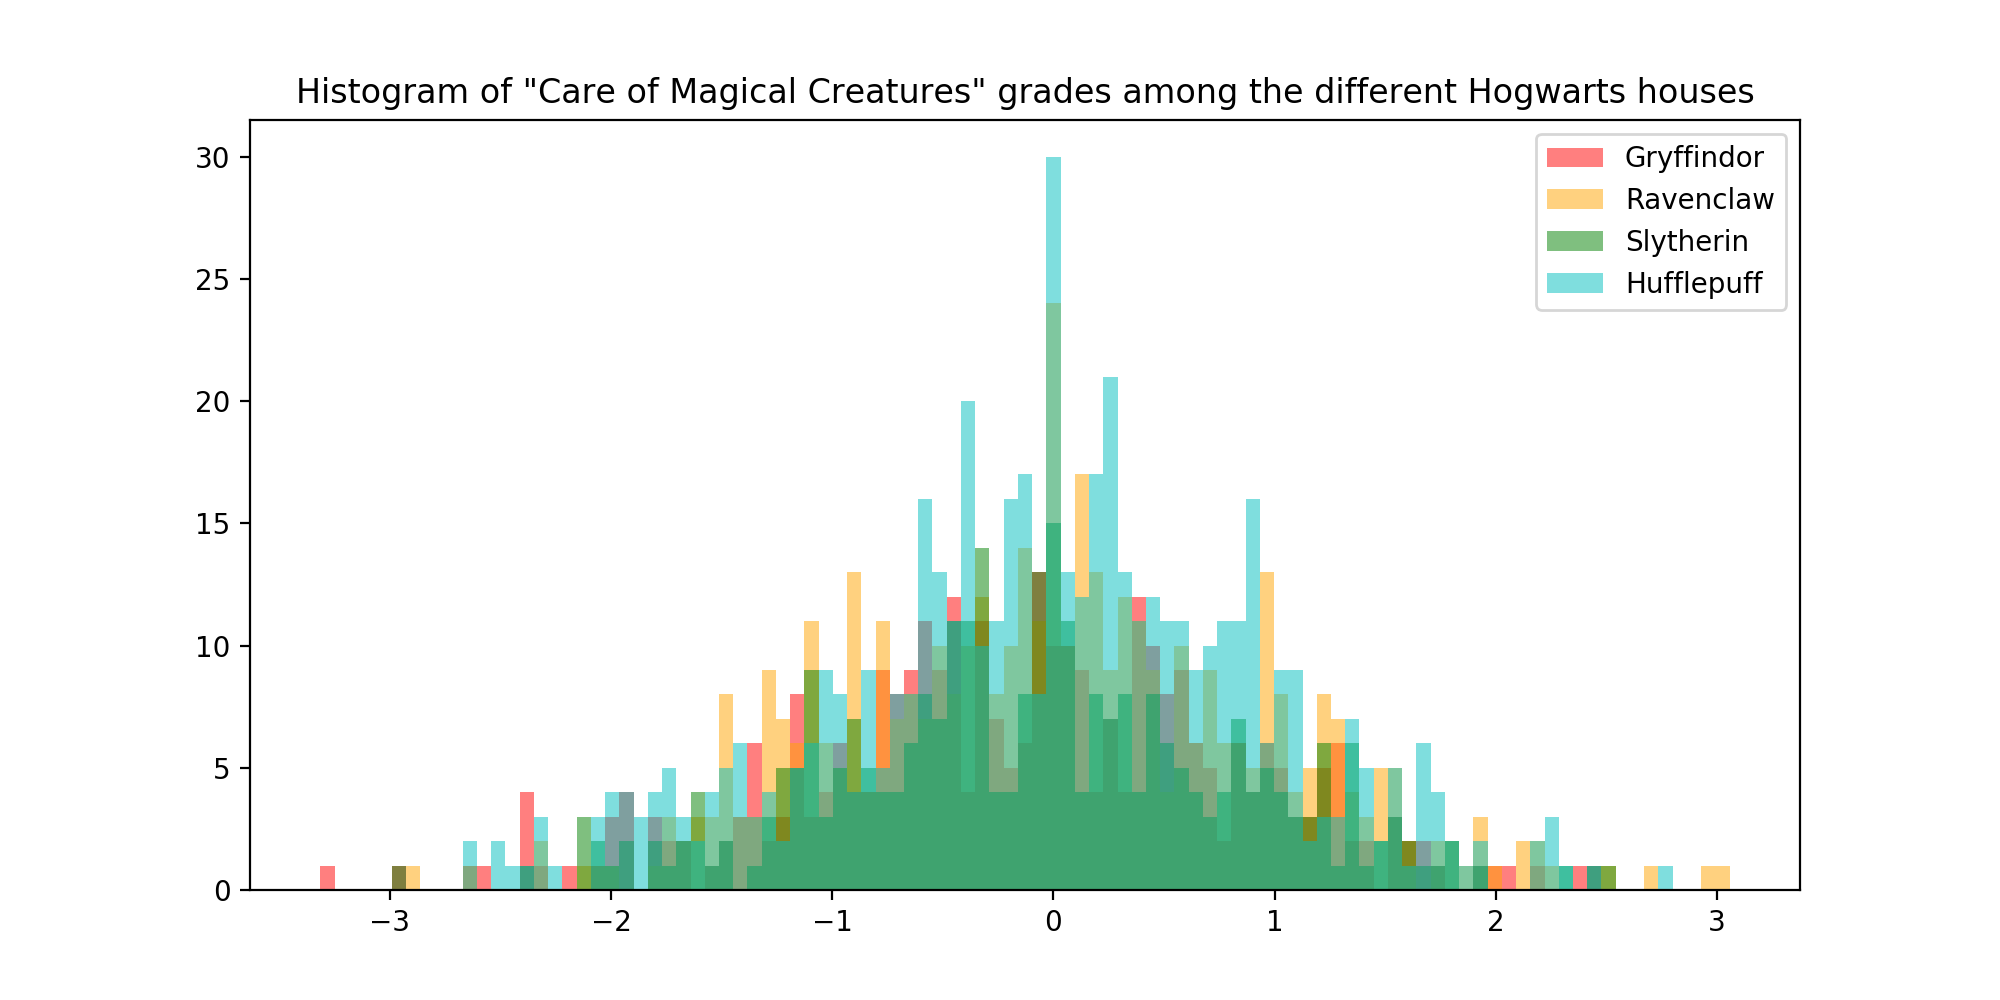 Histogram of "Care of Magical Creatures" grades among the different Hogwarts houses
30
25
20
15
10
5
0
Gryffindor
Ravenclaw
Slytherin
Hufflepuff
−3 −2 −1 0 1 2 3